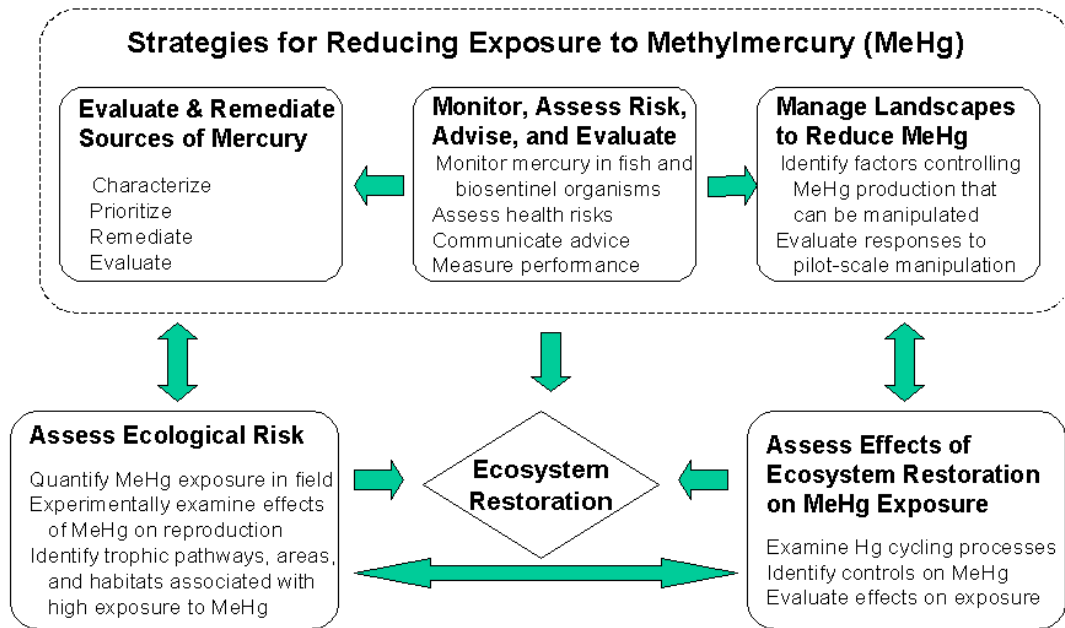 Strategies for Reducing Exposure to Methylmercury (MeHg)
Evaluate & Remediate
Sources of Mercury
Characterize
Prioritize
Remediate
Evaluate
Monitor, Assess Risk,
Advise, and Evaluate
Monitor mercury in fish and
biosentinel organisms
Assess health risks
Communicate advice
Measure performance
Manage Landscapes
to Reduce MeHg
Identify factors controlling
MeHg production that
can be manipulated
Evaluate responses to
pilot-scale manipulation
Assess Ecological Risk
Quantify MeHg exposure in field
Experimentally examine effects
of MeHg on reproduction
Identify trophic pathways, areas,
and habitats associated with
high exposure to MeHg
Ecosystem
Restoration
Assess Effects of
Ecosystem Restoration
on MeHg Exposure
Examine Hg cycling processes
Identify controls on MeHg
Evaluate effects on exposure